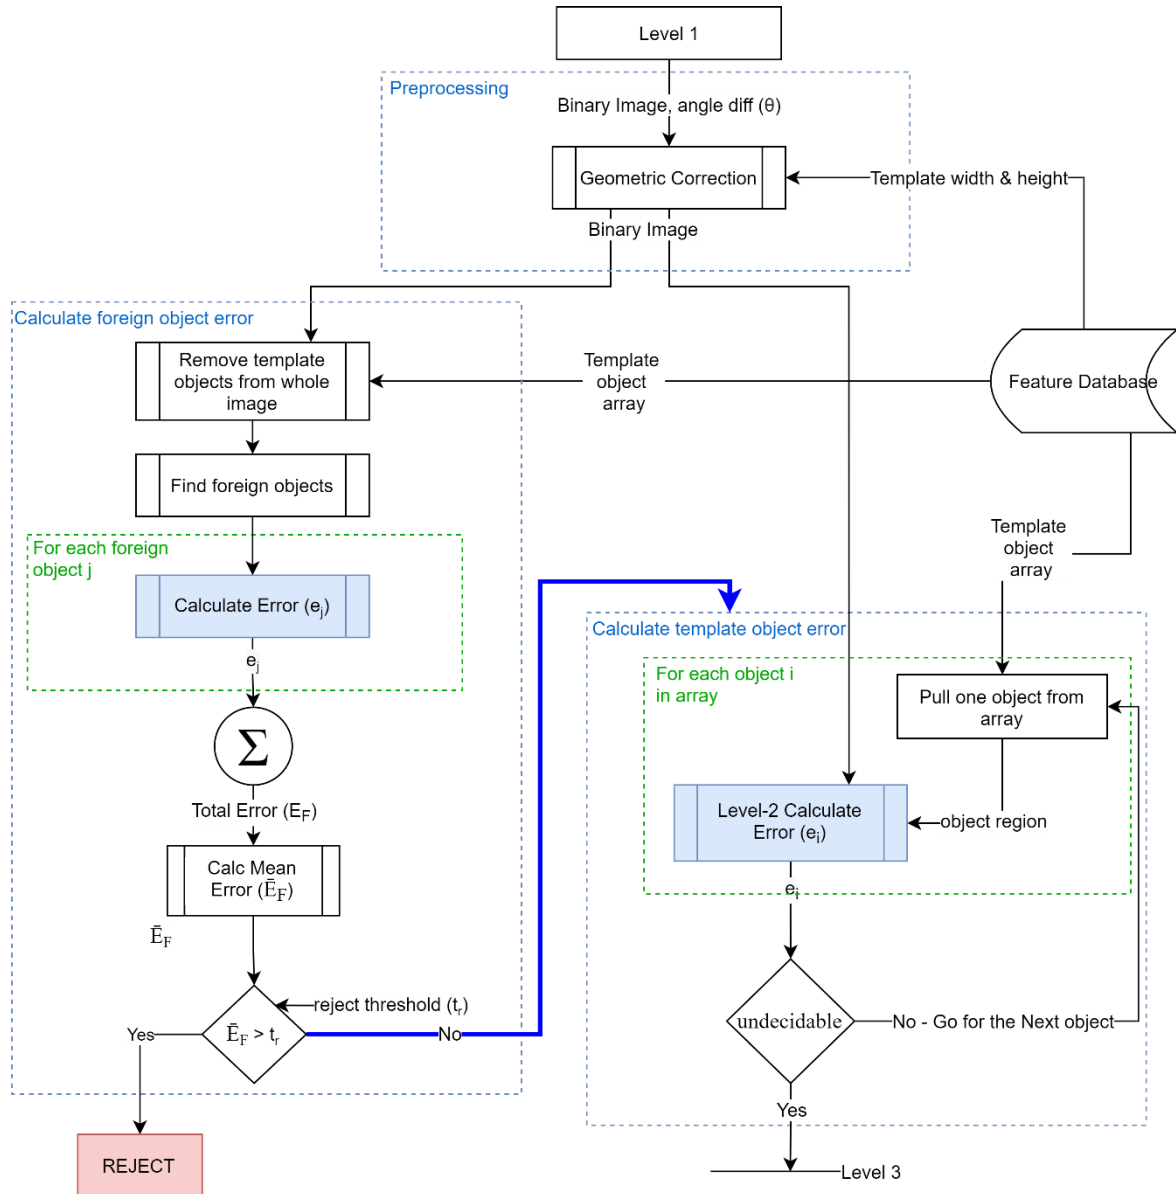 Level 1
Preprocessing
Binary Image, angle diff (θ)
Geometric Correction
Template width & height
Binary Image
Calculate foreign object error
Remove template
objects from whole
image
Template
object
array
Feature Database
Find foreign objects
Template
object
array
For each foreign
object j
Calculate Error (eⱼ)
eⱼ
Calculate template object error
For each object i
in array
Pull one object from
array
Σ
Total Error (E_F)
Level-2 Calculate
Error (eᵢ)
object region
eᵢ
Calc Mean
Error (Ē_F)
Ē_F
reject threshold (tᵣ)
Ē_F > tᵣ
Yes
No
undecidable
No - Go for the Next object
Yes
REJECT
Level 3